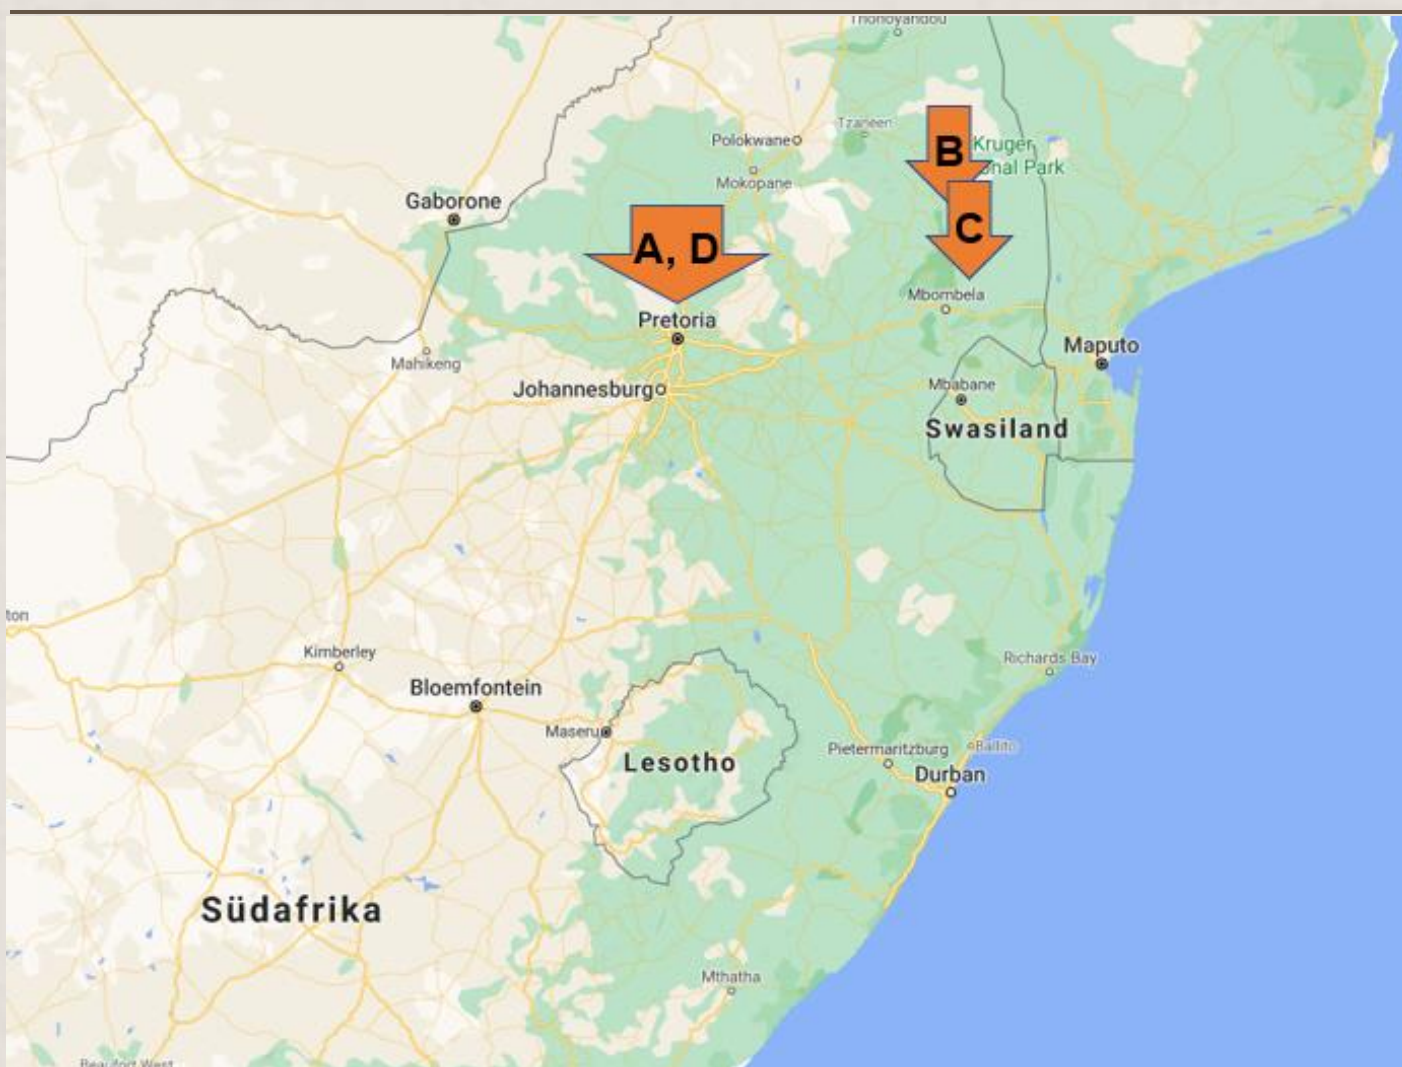 Thohoyandou
Tzaneen
Polokwane
B
Kruger
onal Park
Mokopane
Gaborone
C
A, D
Mbombela
Pretoria
Maputo
Mahikeng
Johannesburg
Mbabane
Swasiland
ton
Kimberley
Richards Bay
Bloemfontein
Maseru
Pietermaritzburg
Ballito
Lesotho
Durban
Südafrika
Mthatha
Beaufort West